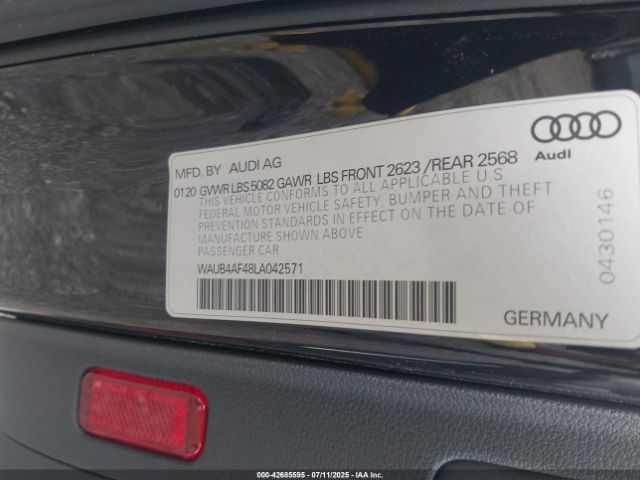 Audi
MFD. BY AUDI AG
0120 GVWR LBS 5082 GAWR LBS FRONT 2623 /REAR 2568
THIS VEHICLE CONFORMS TO ALL APPLICABLE U.S.
FEDERAL MOTOR VEHICLE SAFETY, BUMPER AND THEFT
PREVENTION STANDARDS IN EFFECT ON THE DATE OF
MANUFACTURE SHOWN ABOVE
PASSENGER CAR
WAUB4AF48LA042571
0430146
GERMANY
000-42685595 07/11/2025